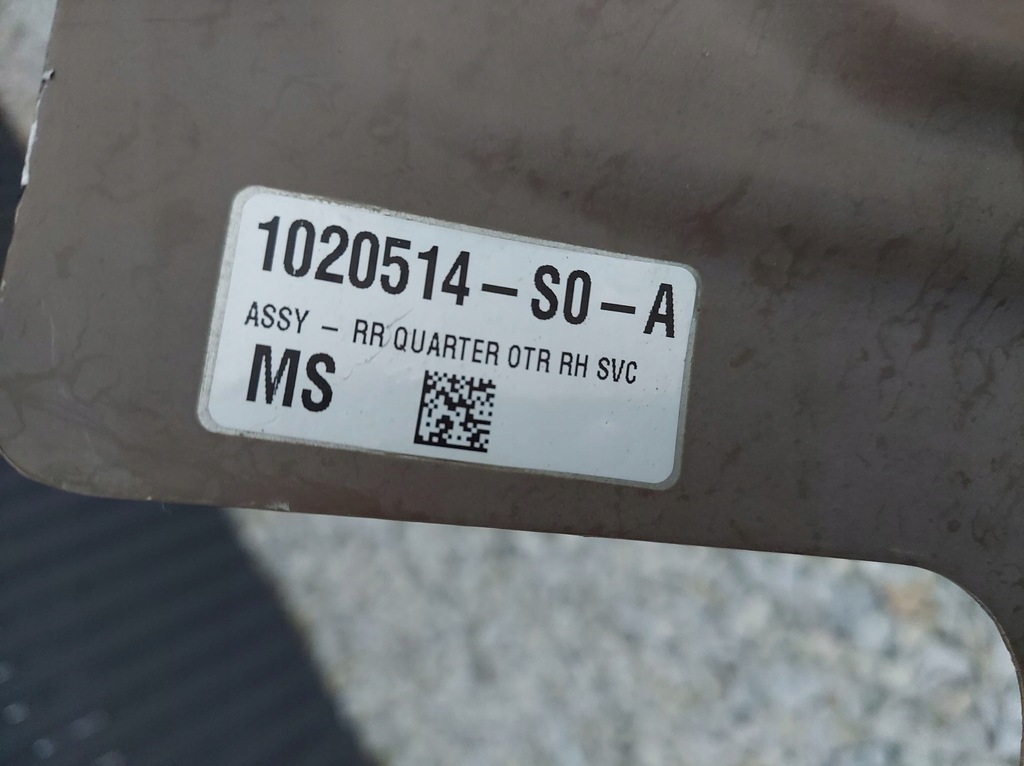 1020514-S0-A
ASSY - RR QUARTER OTR RH SVC
MS